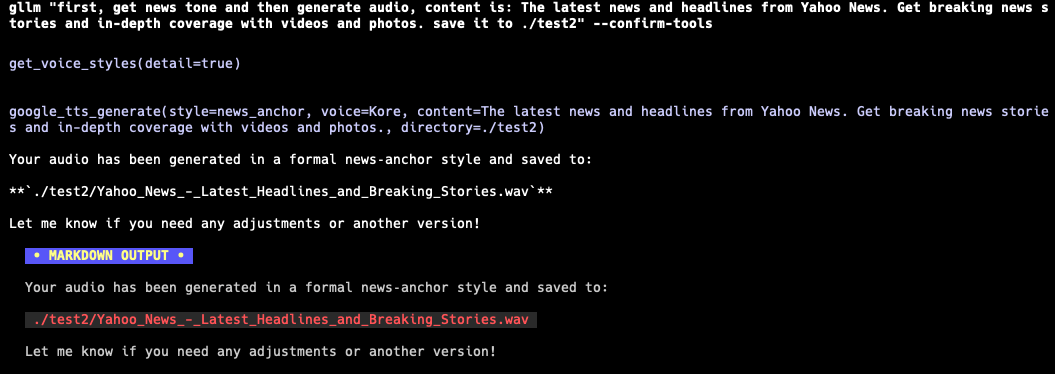 gllm "first, get news tone and then generate audio, content is: The latest news and headlines from Yahoo News. Get breaking news s
tories and in-depth coverage with videos and photos. save it to ./test2" --confirm-tools
get_voice_styles(detail=true)
google_tts_generate(style=news_anchor, voice=Kore, content=The latest news and headlines from Yahoo News. Get breaking news storie
s and in-depth coverage with videos and photos., directory=./test2)
Your audio has been generated in a formal news-anchor style and saved to:
**`./test2/Yahoo_News_-_Latest_Headlines_and_Breaking_Stories.wav`**
Let me know if you need any adjustments or another version!
• MARKDOWN OUTPUT •
Your audio has been generated in a formal news-anchor style and saved to:
./test2/Yahoo_News_-_Latest_Headlines_and_Breaking_Stories.wav
Let me know if you need any adjustments or another version!